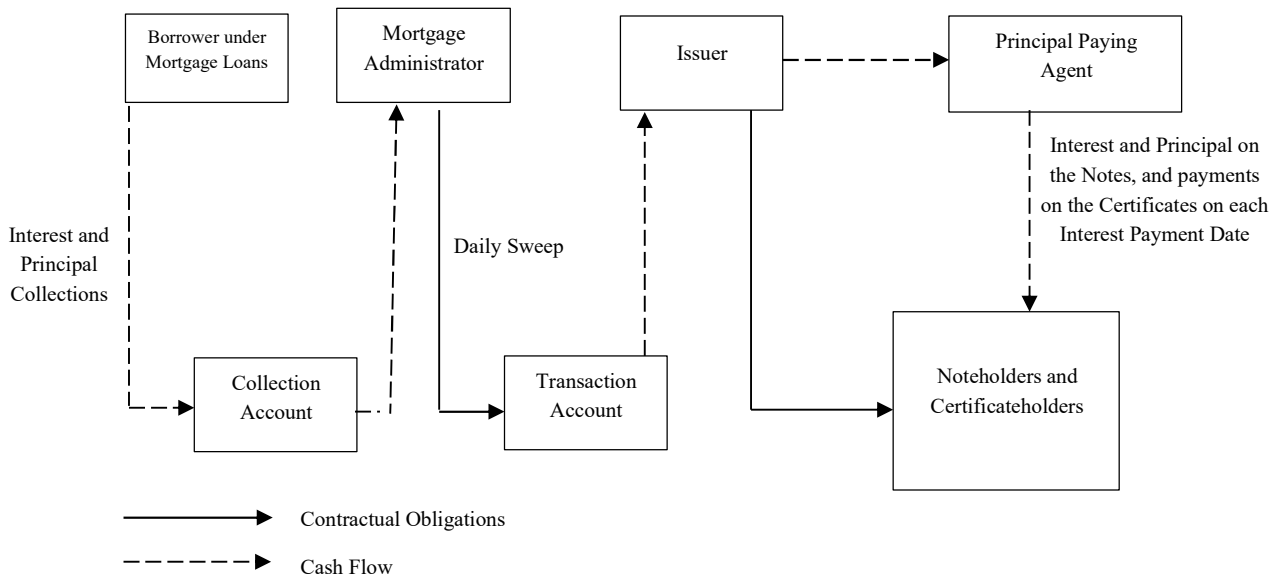 Borrower under
Mortgage Loans
Mortgage
Administrator
Issuer
Principal Paying
Agent
Interest and Principal on
the Notes, and payments
on the Certificates on each
Interest Payment Date
Interest and
Principal
Collections
Daily Sweep
Collection
Account
Transaction
Account
Noteholders and
Certificateholders
Contractual Obligations
Cash Flow